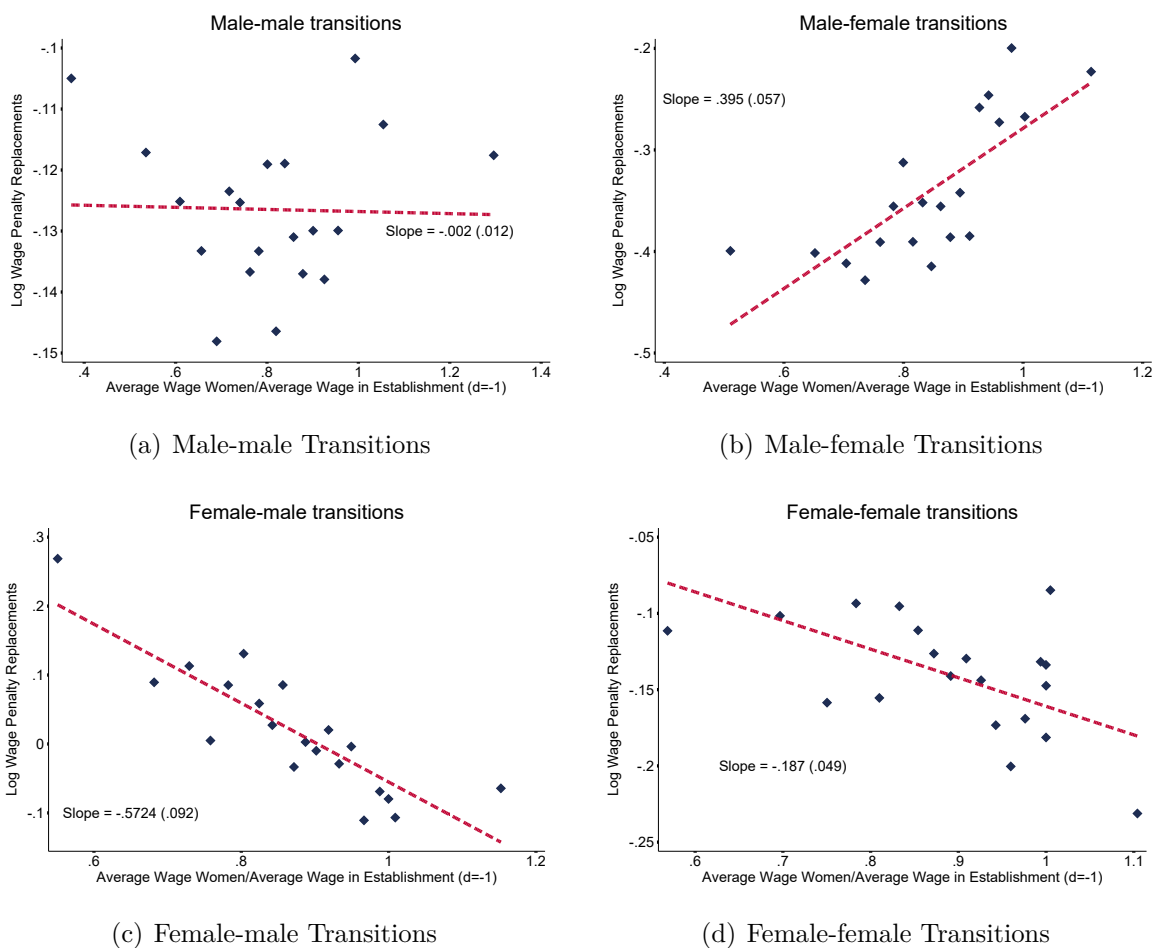 Male-male transitions
Log Wage Penalty Replacements
-.1
-.11
-.12
-.13
-.14
-.15
Slope = -.002 (.012)
.4
.6
.8
1
1.2
1.4
Average Wage Women/Average Wage in Establishment (d=-1)
(a) Male-male Transitions
Male-female transitions
Log Wage Penalty Replacements
-.2
-.3
-.4
-.5
Slope = .395 (.057)
.4
.6
.8
1
1.2
Average Wage Women/Average Wage in Establishment (d=-1)
(b) Male-female Transitions
Female-male transitions
Log Wage Penalty Replacements
.3
.2
.1
0
-.1
Slope = -.5724 (.092)
.6
.8
1
1.2
Average Wage Women/Average Wage in Establishment (d=-1)
(c) Female-male Transitions
Female-female transitions
Log Wage Penalty Replacements
-.05
-.1
-.15
-.2
-.25
Slope = -.187 (.049)
.6
.7
.8
.9
1
1.1
Average Wage Women/Average Wage in Establishment (d=-1)
(d) Female-female Transitions